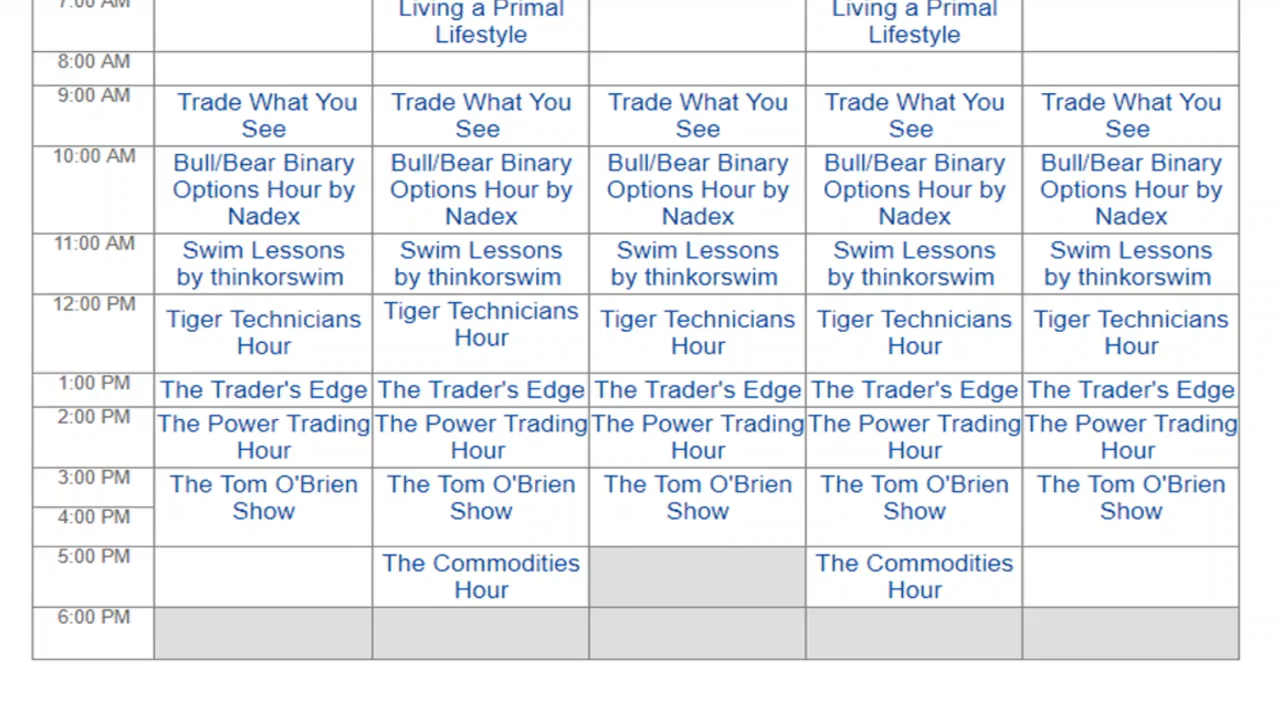 7:00 AM
Living a Primal
Lifestyle
Living a Primal
Lifestyle
8:00 AM
9:00 AM
Trade What You
See
Trade What You
See
Trade What You
See
Trade What You
See
Trade What You
See
10:00 AM
Bull/Bear Binary
Options Hour by
Nadex
Bull/Bear Binary
Options Hour by
Nadex
Bull/Bear Binary
Options Hour by
Nadex
Bull/Bear Binary
Options Hour by
Nadex
Bull/Bear Binary
Options Hour by
Nadex
11:00 AM
Swim Lessons
by thinkorswim
Swim Lessons
by thinkorswim
Swim Lessons
by thinkorswim
Swim Lessons
by thinkorswim
Swim Lessons
by thinkorswim
12:00 PM
Tiger Technicians
Hour
Tiger Technicians
Hour
Tiger Technicians
Hour
Tiger Technicians
Hour
Tiger Technicians
Hour
1:00 PM
The Trader's Edge
The Trader's Edge
The Trader's Edge
The Trader's Edge
The Trader's Edge
2:00 PM
The Power Trading
Hour
The Power Trading
Hour
The Power Trading
Hour
The Power Trading
Hour
The Power Trading
Hour
3:00 PM
The Tom O'Brien
Show
The Tom O'Brien
Show
The Tom O'Brien
Show
The Tom O'Brien
Show
The Tom O'Brien
Show
4:00 PM
5:00 PM
The Commodities
Hour
The Commodities
Hour
6:00 PM